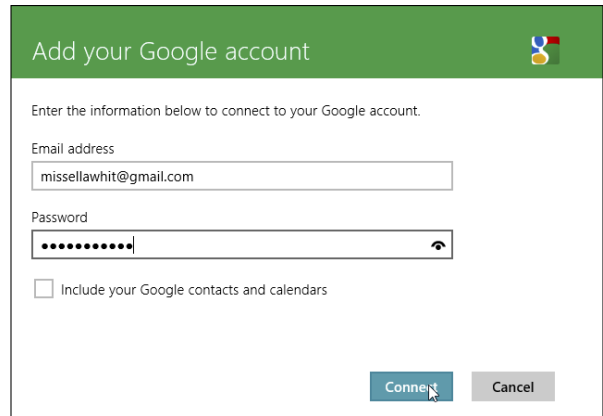 Add your Google account
Enter the information below to connect to your Google account.
Email address
missellawhit@gmail.com
Password
•••••••••••
Include your Google contacts and calendars
Connect Cancel